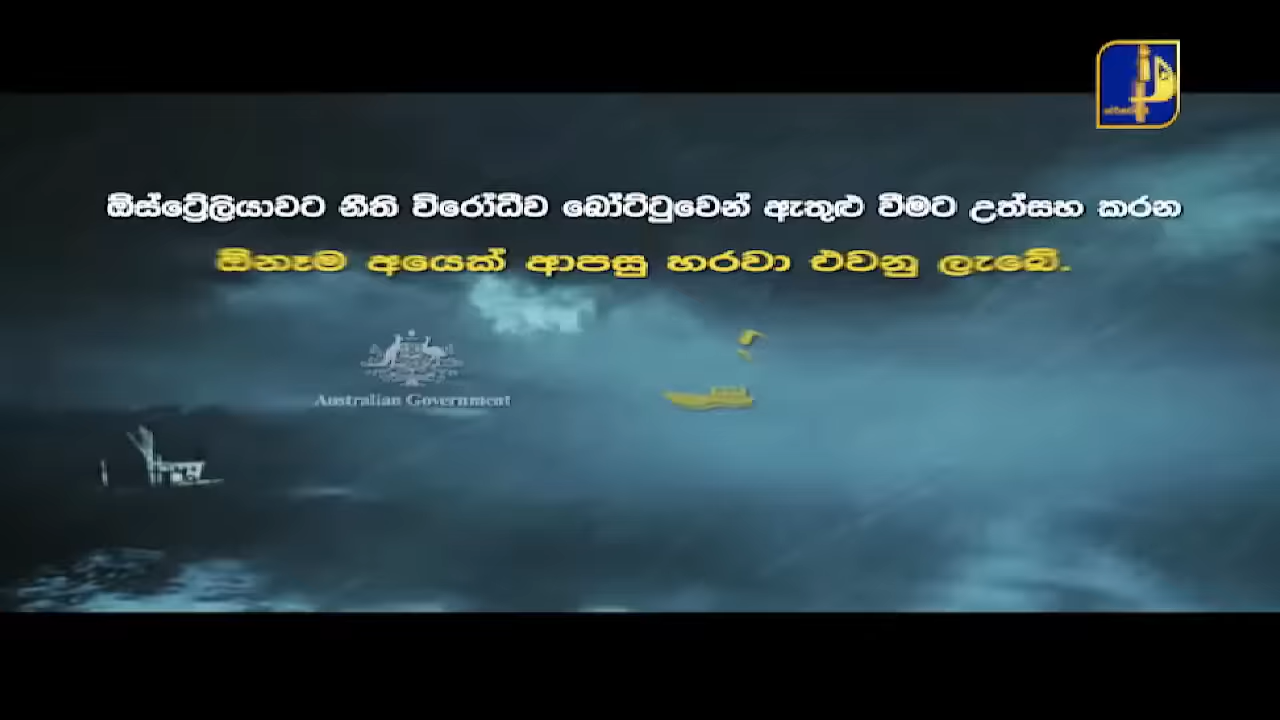 ඕස්ට්‍රේලියාවට නීති විරෝධීව බෝට්ටුවෙන් ඇතුළු වීමට උත්සහ කරන
ඕනෑම අයෙක් ආපසු හරවා එවනු ලැබේ.
Australian Government